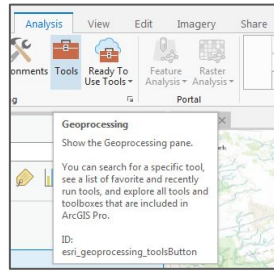 Analysis View Edit Imagery Share
onments Tools Ready To Use Tools Feature Analysis Raster Analysis
g Portal
Geoprocessing
Show the Geoprocessing pane.
You can search for a specific tool,
see a list of favorite and recently
run tools, and explore all tools and
toolboxes that are included in
ArcGIS Pro.
ID:
esri_geoprocessing_toolsButton